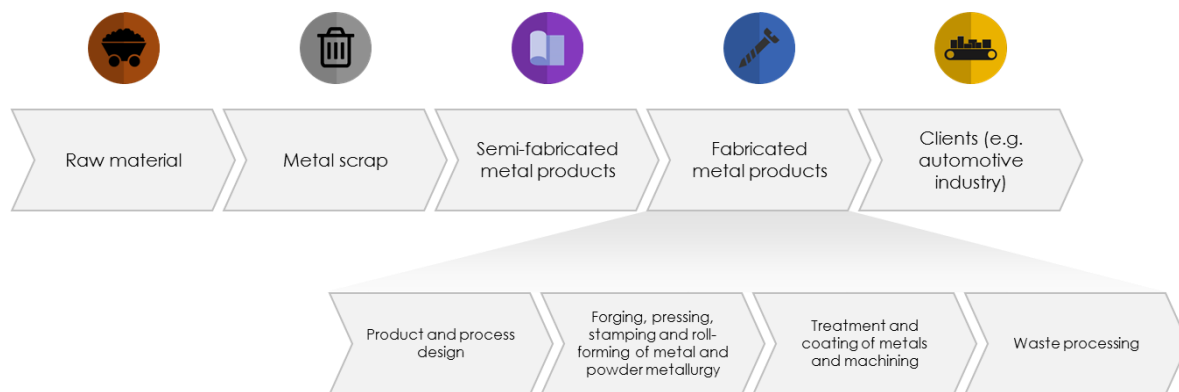 Raw material
Metal scrap
Semi-fabricated
metal products
Fabricated
metal products
Clients (e.g.
automotive
industry)
Product and process
design
Forging, pressing,
stamping and roll-
forming of metal and
powder metallurgy
Treatment and
coating of metals
and machining
Waste processing